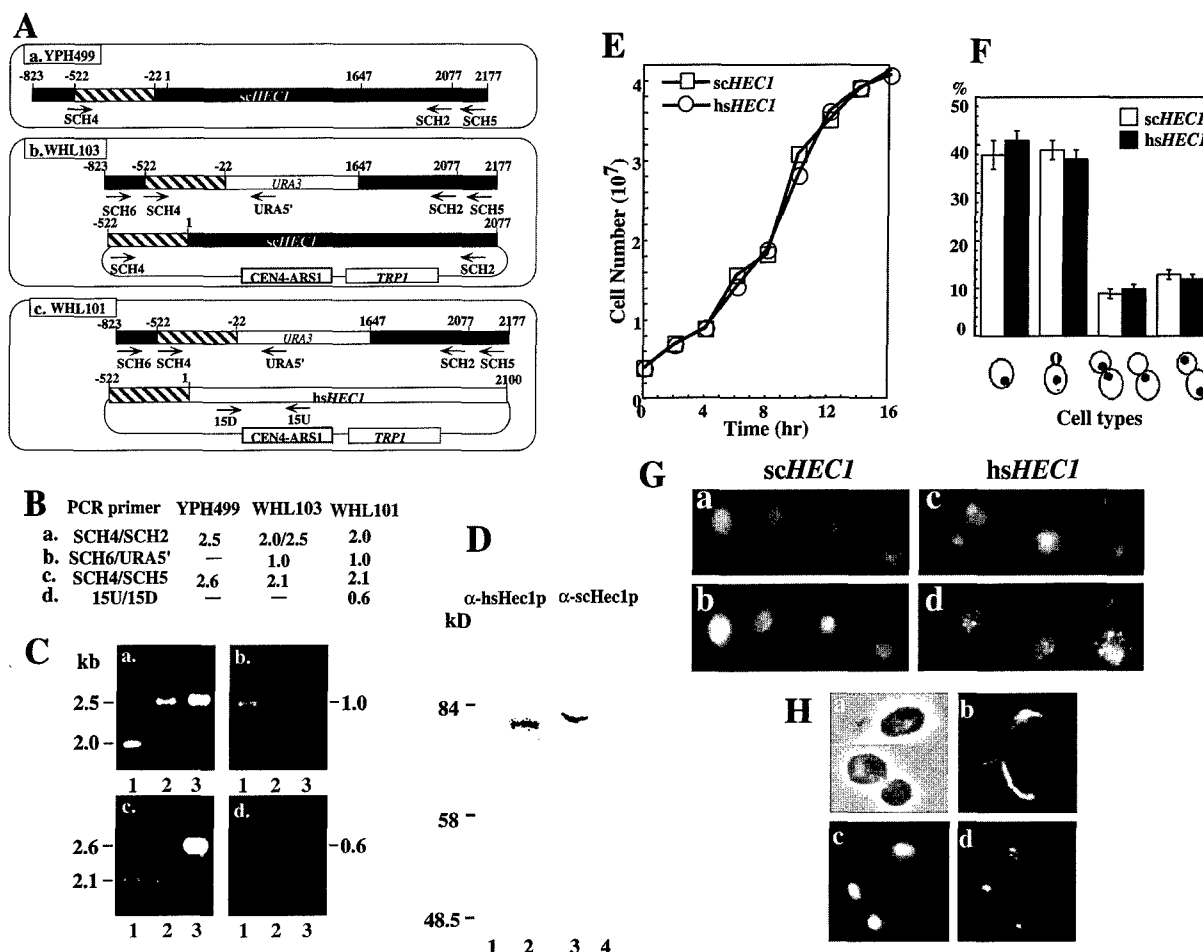 A
a. YPH499
-823 -522 -22 1 1647 2077 2177
scHEC1
SCH4 SCH2 SCH5
b. WHL103
-823 -522 -22 1647 2077 2177
URA3
SCH6 SCH4 URA5' SCH2 SCH5
-522 1 2077
scHEC1
SCH4 SCH2
CEN4-ARS1 TRP1
c. WHL101
-823 -522 -22 1647 2077 2177
URA3
SCH6 SCH4 URA5' SCH2 SCH5
-522 1 2100
hsHEC1
15D 15U
CEN4-ARS1 TRP1
B PCR primer YPH499 WHL103 WHL101
a. SCH4/SCH2 2.5 2.0/2.5 2.0
b. SCH6/URA5' — 1.0 1.0
c. SCH4/SCH5 2.6 2.1 2.1
d. 15U/15D — — 0.6
C
kb
a. b.
2.5 1.0
2.0
1 2 3 1 2 3
c. d.
2.6 0.6
2.1
1 2 3 1 2 3
D
α-hsHec1p α-scHec1p
kD
84
58
48.5
1 2 3 4
E
scHEC1
hsHEC1
Cell Number (10^7)
4
3
2
1
0
0 4 8 12 16
Time (hr)
F
%
50
40
30
20
10
0
scHEC1
hsHEC1
Cell types
G
scHEC1 hsHEC1
a c
b d
H
a b
c d